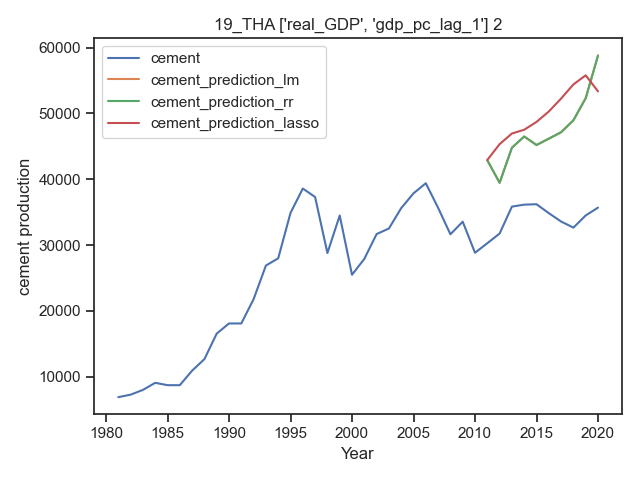 19_THA ['real_GDP', 'gdp_pc_lag_1'] 2
cement
cement_prediction_lm
cement_prediction_rr
cement_prediction_lasso
cement production
60000
50000
40000
30000
20000
10000
1980 1985 1990 1995 2000 2005 2010 2015 2020
Year